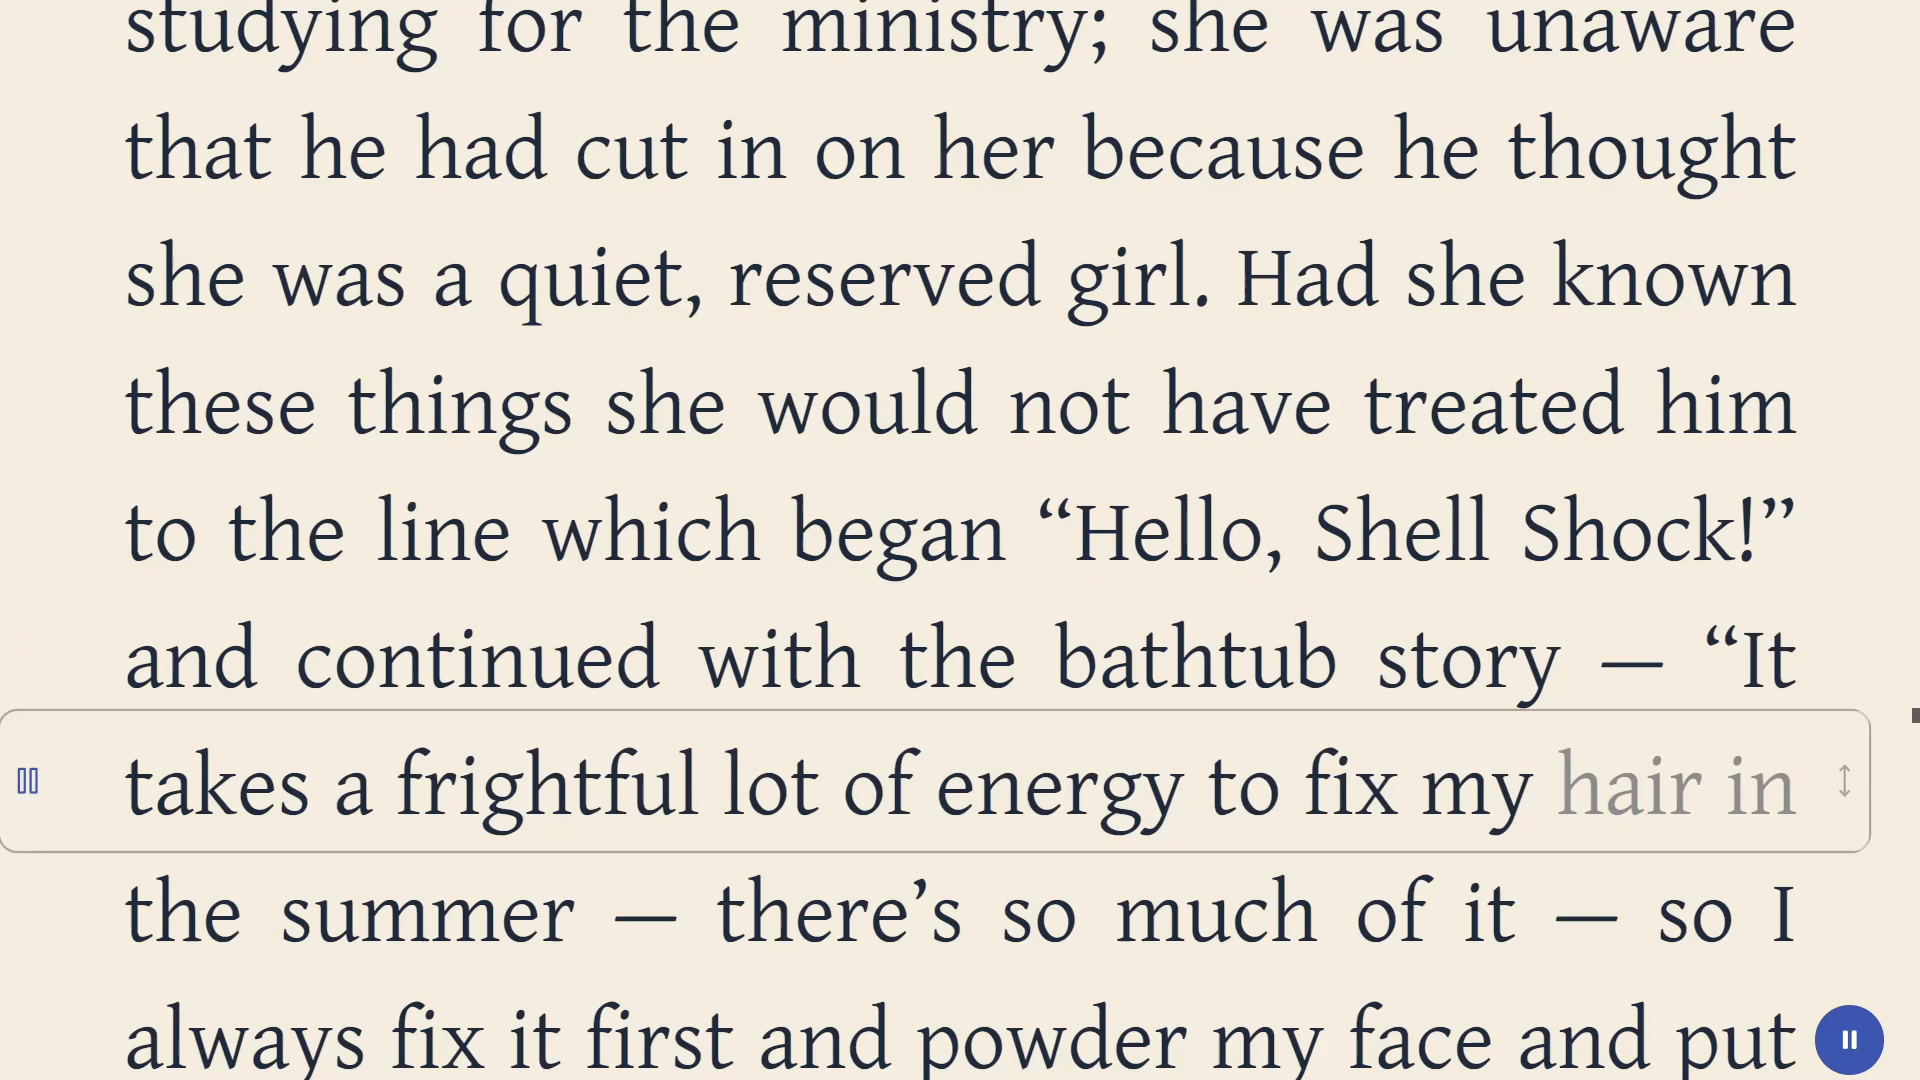 studying for the ministry; she was unaware
that he had cut in on her because he thought
she was a quiet, reserved girl. Had she known
these things she would not have treated him
to the line which began “Hello, Shell Shock!”
and continued with the bathtub story — “It
takes a frightful lot of energy to fix my hair in
the summer — there’s so much of it — so I
always fix it first and powder my face and put